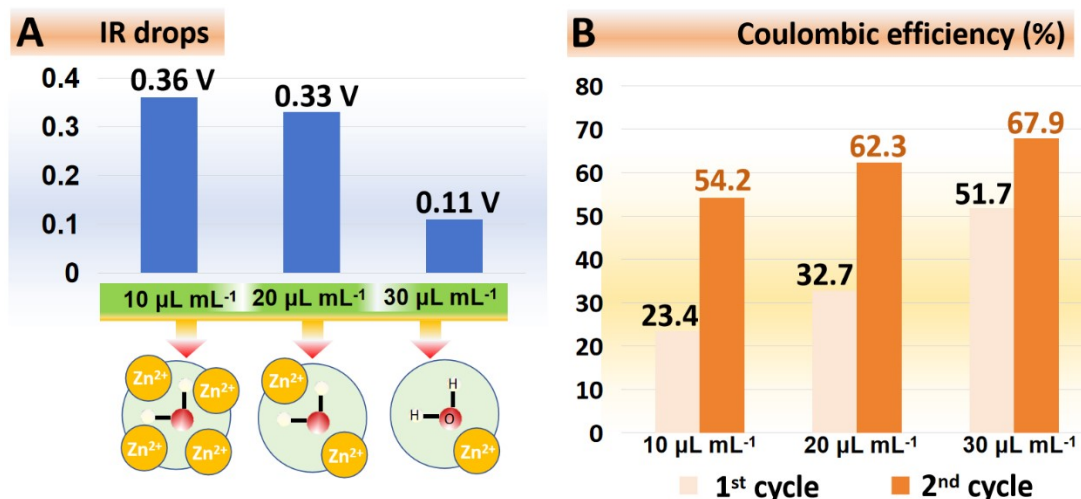 A IR drops
0.4
0.3
0.2
0.1
0
0.36 V
0.33 V
0.11 V
10 µL mL⁻¹ 20 µL mL⁻¹ 30 µL mL⁻¹
Zn²⁺ Zn²⁺ Zn²⁺ Zn²⁺
Zn²⁺ Zn²⁺
H
H O
Zn²⁺
B Coulombic efficiency (%)
80
70
60
50
40
30
20
10
0
23.4
54.2
32.7
62.3
51.7
67.9
10 µL mL⁻¹ 20 µL mL⁻¹ 30 µL mL⁻¹
1st cycle 2nd cycle